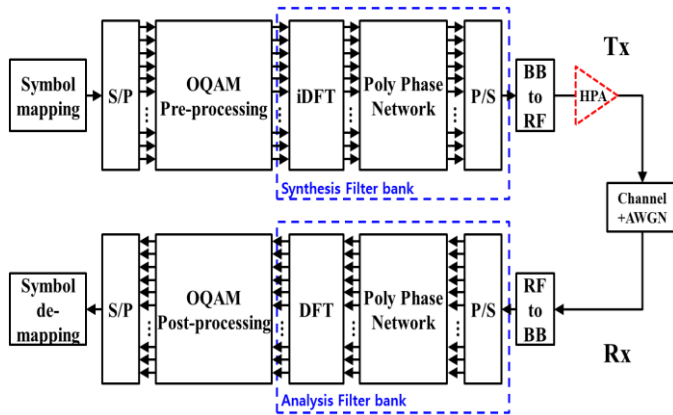 Symbol
mapping
S/P
OQAM
Pre-processing
iDFT
Poly Phase
Network
P/S
Synthesis Filter bank
BB
to
RF
Tx
HPA
Channel
+AWGN
Symbol
de-
mapping
S/P
OQAM
Post-processing
DFT
Poly Phase
Network
P/S
Analysis Filter bank
RF
to
BB
Rx